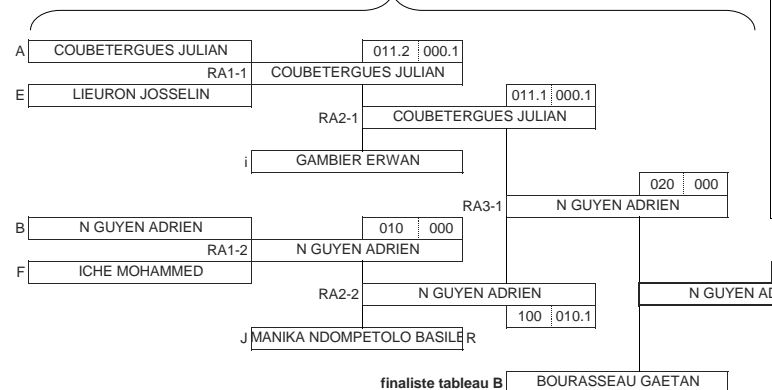 A COUBETERGUES JULIAN 011.2 000.1
RA1-1 COUBETERGUES JULIAN
E LIEURON JOSSELIN 011.1 000.1
RA2-1 COUBETERGUES JULIAN
i GAMBIER ERWAN
020 000
RA3-1 N GUYEN ADRIEN
B N GUYEN ADRIEN 010 000
RA1-2 N GUYEN ADRIEN
F ICHE MOHAMMED
RA2-2 N GUYEN ADRIEN N GUYEN AD
100 010.1
J MANIKA NDOMPETOLO BASILE R
finaliste tableau B BOURASSEAU GAETAN